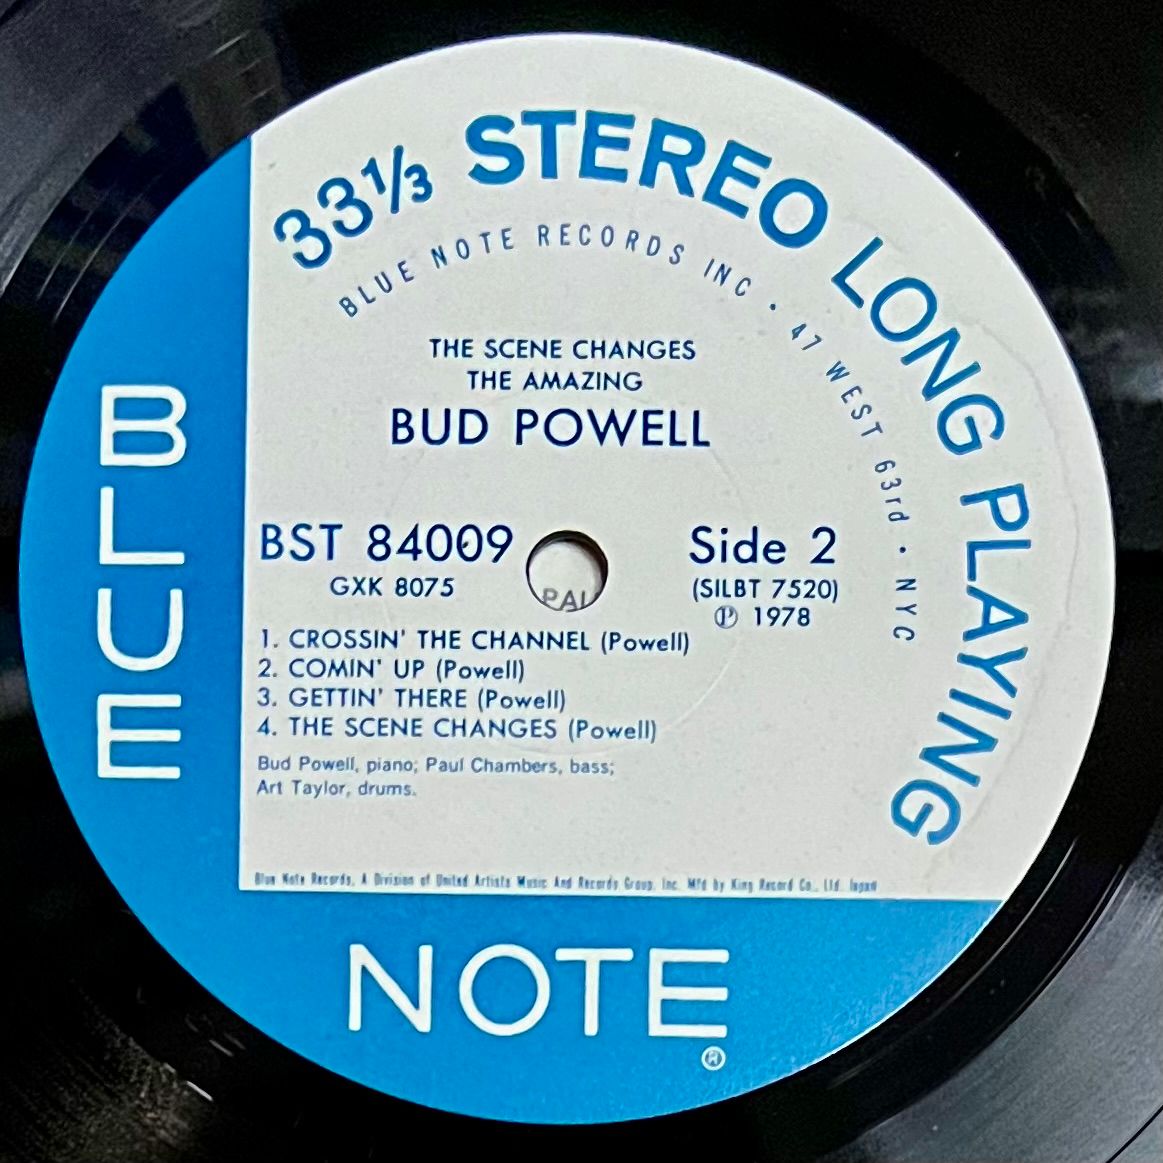 33⅓ STEREO LONG PLAYING
BLUE NOTE RECORDS INC · 47 WEST 63rd · NYC
THE SCENE CHANGES
THE AMAZING
BUD POWELL
BST 84009
GXK 8075
Side 2
(SILBT 7520)
℗ 1978
PAU
1. CROSSIN' THE CHANNEL (Powell)
2. COMIN' UP (Powell)
3. GETTIN' THERE (Powell)
4. THE SCENE CHANGES (Powell)
Bud Powell, piano; Paul Chambers, bass;
Art Taylor, drums.
Blue Note Records, A Division of United Artists Music And Records Group, Inc. M'f'd by King Record Co., Ltd. Japan
BLUE
NOTE
®